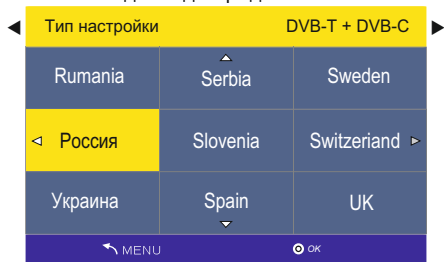 Тип настройки DVB-T + DVB-C
Rumania Serbia Sweden
Россия Slovenia Switzeriand
Украина Spain UK
MENU OK